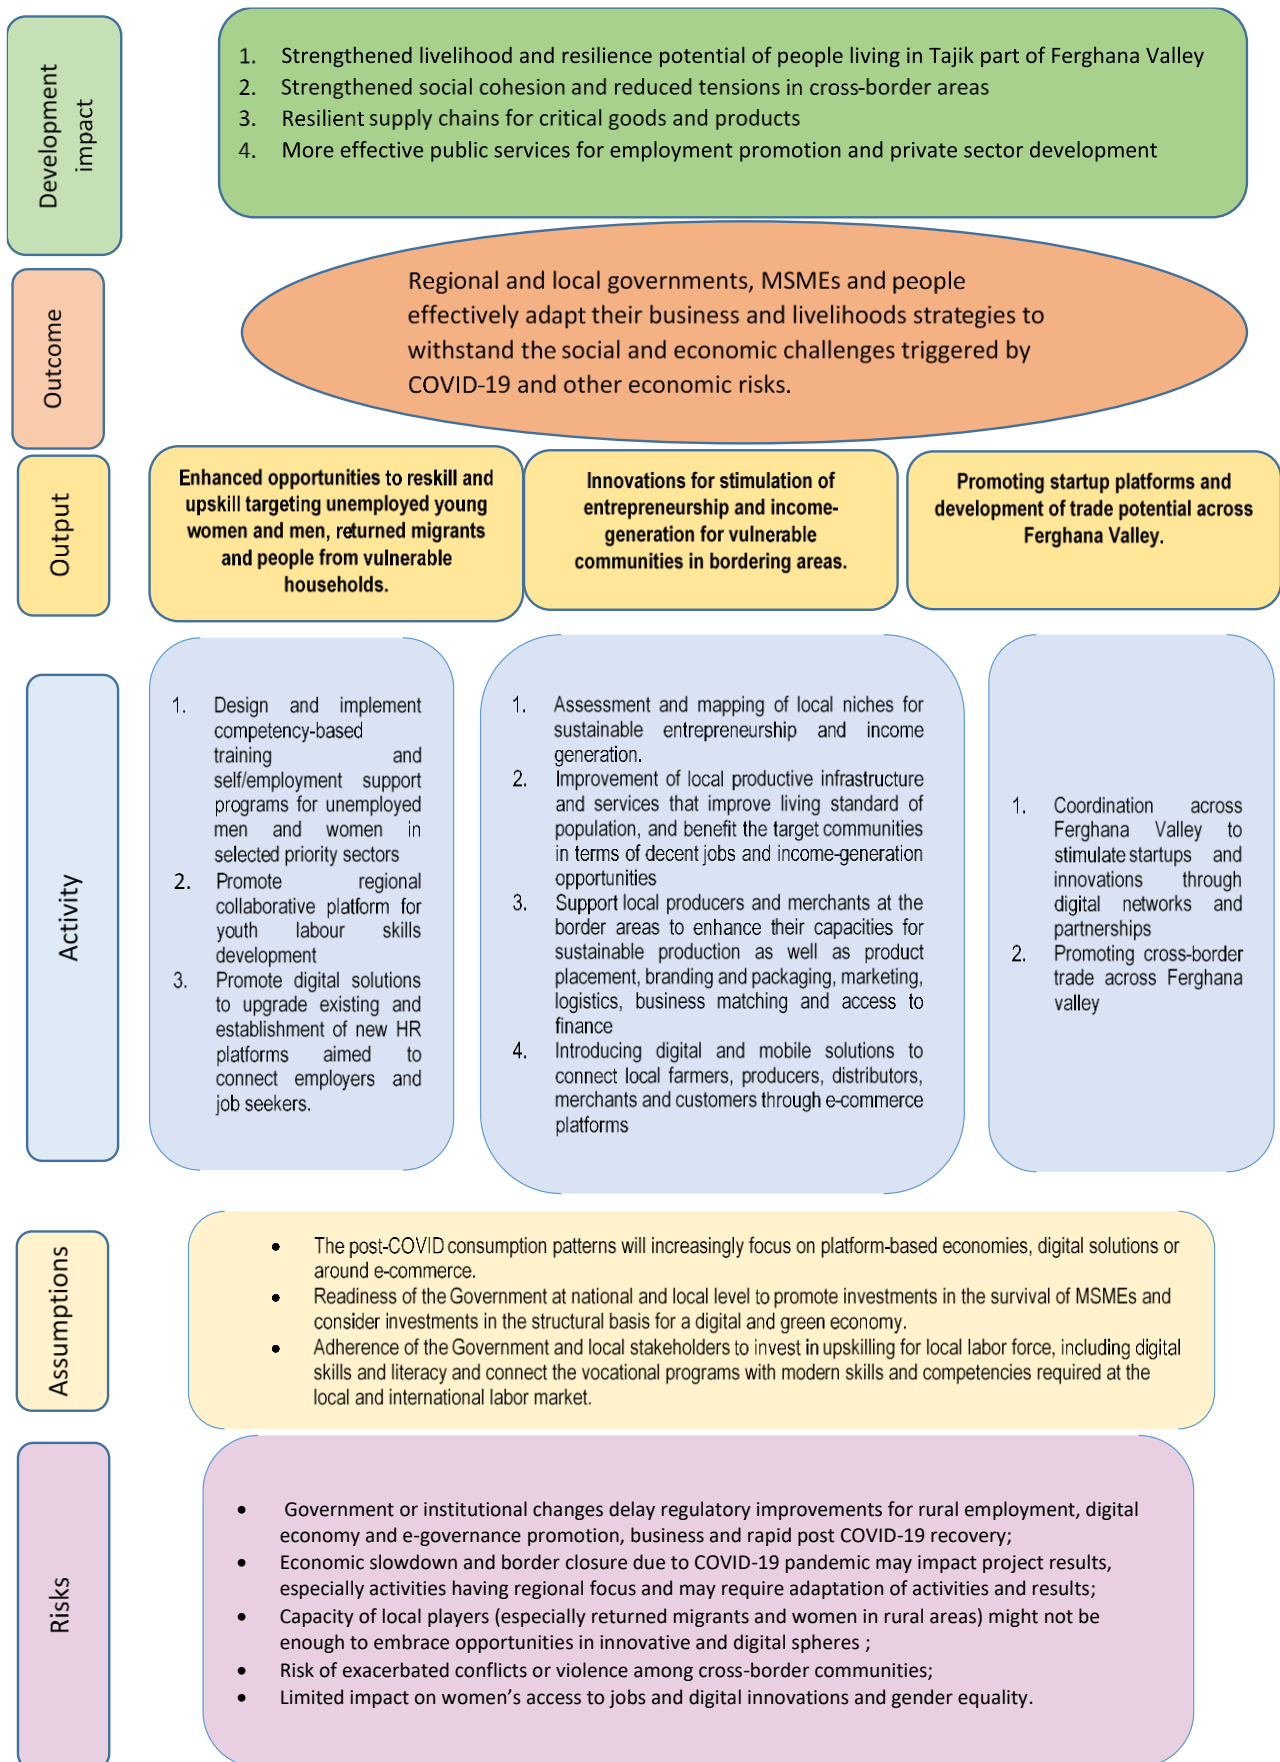 Development
impact
1. Strengthened livelihood and resilience potential of people living in Tajik part of Ferghana Valley
2. Strengthened social cohesion and reduced tensions in cross-border areas
3. Resilient supply chains for critical goods and products
4. More effective public services for employment promotion and private sector development
Outcome
Regional and local governments, MSMEs and people
effectively adapt their business and livelihoods strategies to
withstand the social and economic challenges triggered by
COVID-19 and other economic risks.
Output
Enhanced opportunities to reskill and
upskill targeting unemployed young
women and men, returned migrants
and people from vulnerable
households.
Innovations for stimulation of
entrepreneurship and income-
generation for vulnerable
communities in bordering areas.
Promoting startup platforms and
development of trade potential across
Ferghana Valley.
Activity
1. Design and implement
competency-based
training and
self/employment support
programs for unemployed
men and women in
selected priority sectors
2. Promote regional
collaborative platform for
youth labour skills
development
3. Promote digital solutions
to upgrade existing and
establishment of new HR
platforms aimed to
connect employers and
job seekers.
1. Assessment and mapping of local niches for
sustainable entrepreneurship and income
generation.
2. Improvement of local productive infrastructure
and services that improve living standard of
population, and benefit the target communities
in terms of decent jobs and income-generation
opportunities
3. Support local producers and merchants at the
border areas to enhance their capacities for
sustainable production as well as product
placement, branding and packaging, marketing,
logistics, business matching and access to
finance
4. Introducing digital and mobile solutions to
connect local farmers, producers, distributors,
merchants and customers through e-commerce
platforms
1. Coordination across
Ferghana Valley to
stimulate startups and
innovations through
digital networks and
partnerships
2. Promoting cross-border
trade across Ferghana
valley
Assumptions
• The post-COVID consumption patterns will increasingly focus on platform-based economies, digital solutions or
around e-commerce.
• Readiness of the Government at national and local level to promote investments in the survival of MSMEs and
consider investments in the structural basis for a digital and green economy.
• Adherence of the Government and local stakeholders to invest in upskilling for local labor force, including digital
skills and literacy and connect the vocational programs with modern skills and competencies required at the
local and international labor market.
Risks
• Government or institutional changes delay regulatory improvements for rural employment, digital
economy and e-governance promotion, business and rapid post COVID-19 recovery;
• Economic slowdown and border closure due to COVID-19 pandemic may impact project results,
especially activities having regional focus and may require adaptation of activities and results;
• Capacity of local players (especially returned migrants and women in rural areas) might not be
enough to embrace opportunities in innovative and digital spheres ;
• Risk of exacerbated conflicts or violence among cross-border communities;
• Limited impact on women’s access to jobs and digital innovations and gender equality.